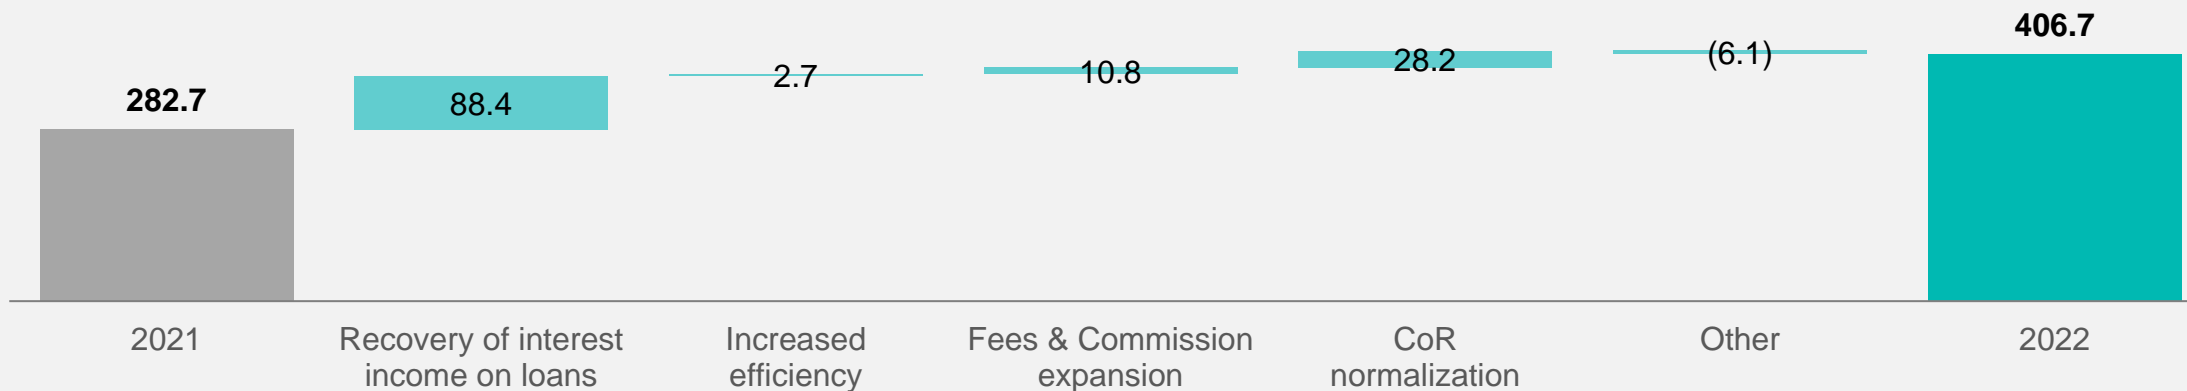 282.7
88.4
2.7
10.8
28.2
(6.1)
406.7
2021
Recovery of interest
income on loans
Increased
efficiency
Fees & Commission
expansion
CoR
normalization
Other
2022